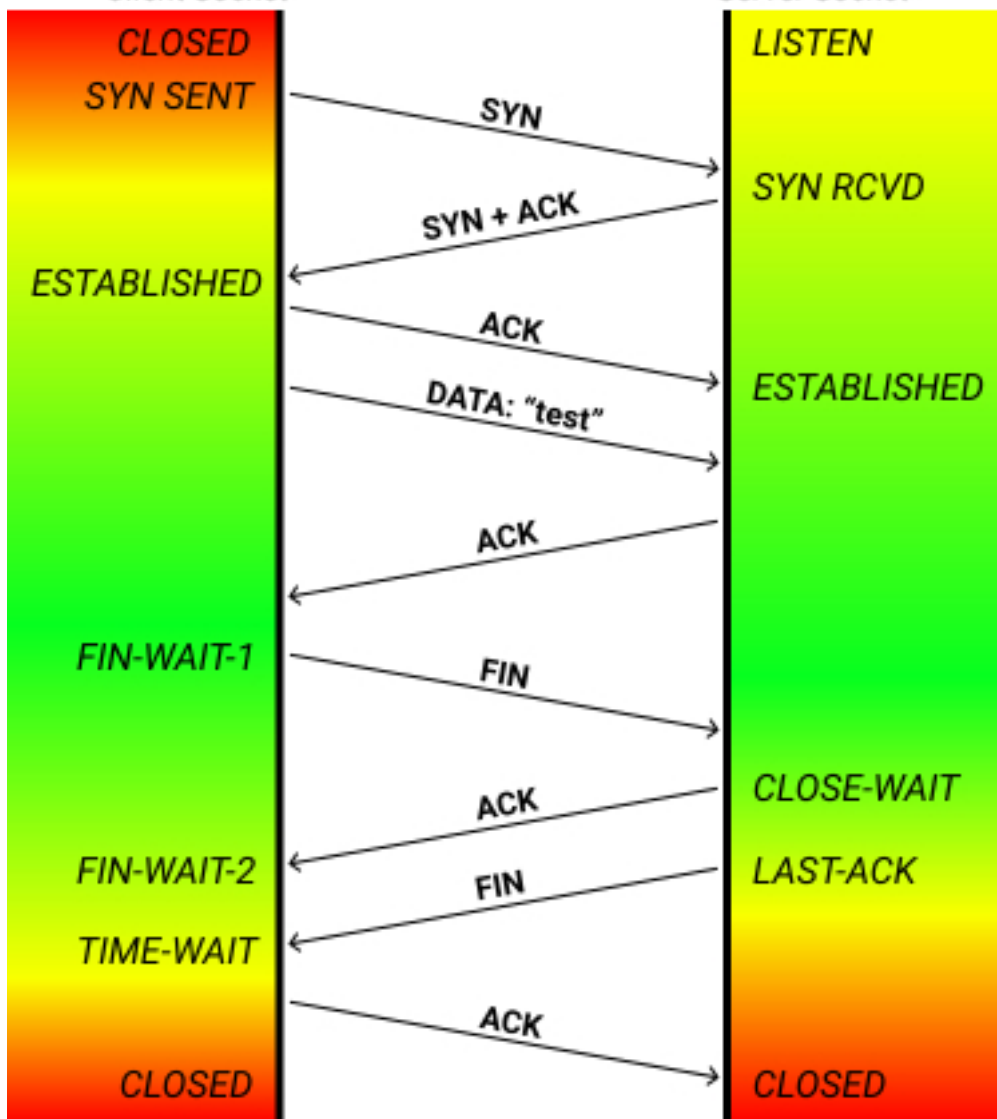 CLOSED
LISTEN
SYN SENT
SYN
SYN RCVD
SYN + ACK
ESTABLISHED
ACK
ESTABLISHED
DATA: “test”
ACK
FIN-WAIT-1
FIN
CLOSE-WAIT
ACK
FIN-WAIT-2
LAST-ACK
FIN
TIME-WAIT
ACK
CLOSED
CLOSED